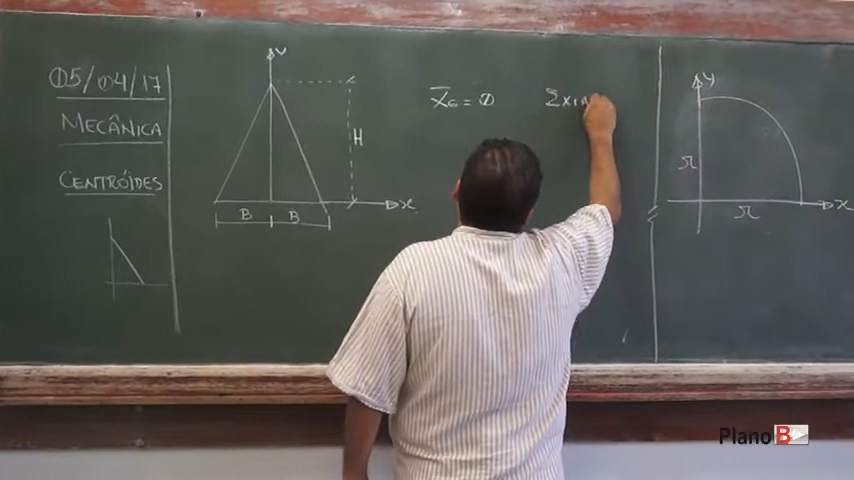 05/04/17
MECÂNICA
CENTRÓIDES
y
H
B B
x
X̄G = 0
Σxi
y
r
r
x
Plano B